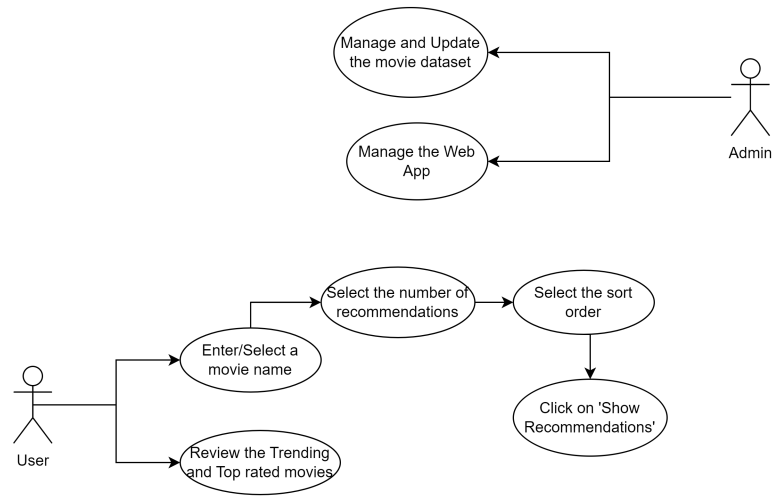 Manage and Update
the movie dataset
Admin
Manage the Web
App
Select the number of
recommendations
Select the sort
order
Enter/Select a
movie name
Click on 'Show
Recommendations'
User
Review the Trending
and Top rated movies